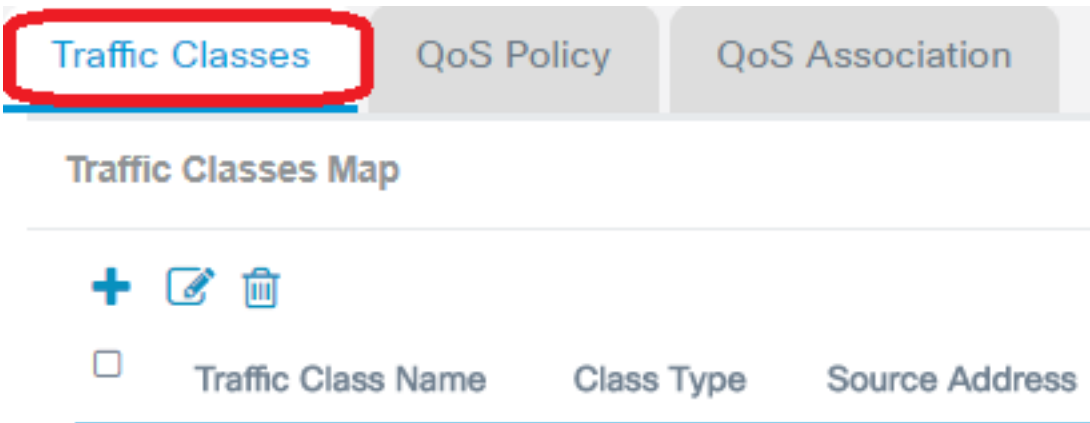 Traffic Classes QoS Policy QoS Association
Traffic Classes Map
Traffic Class Name Class Type Source Address